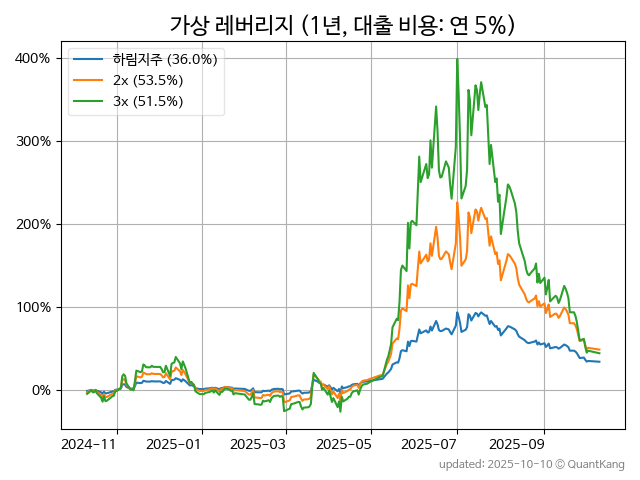 가상 레버리지 (1년, 대출 비용: 연 5%)
하림지주 (36.0%)
2x (53.5%)
3x (51.5%)
400%
300%
200%
100%
0%
2024-11
2025-01
2025-03
2025-05
2025-07
2025-09
updated: 2025-10-10 © QuantKang